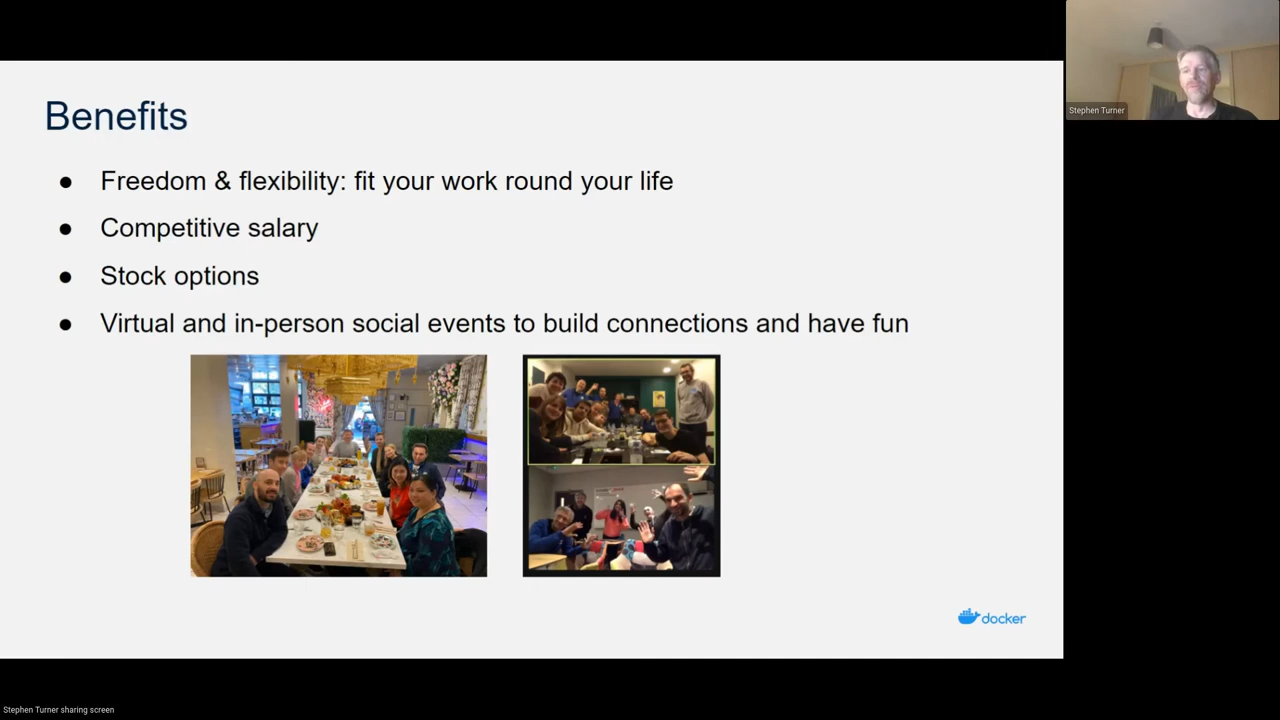 Benefits
● Freedom & flexibility: fit your work round your life
● Competitive salary
● Stock options
● Virtual and in-person social events to build connections and have fun
docker
Stephen Turner
Stephen Turner sharing screen